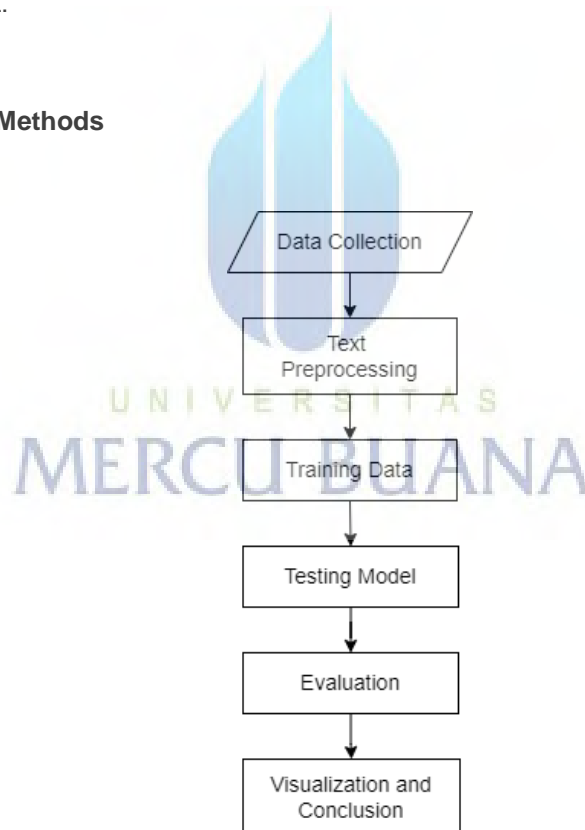 ..
Methods
Data Collection
Text
Preprocessing
UNIVERSITAS
MERCU BUANA
Training Data
Testing Model
Evaluation
Visualization and
Conclusion